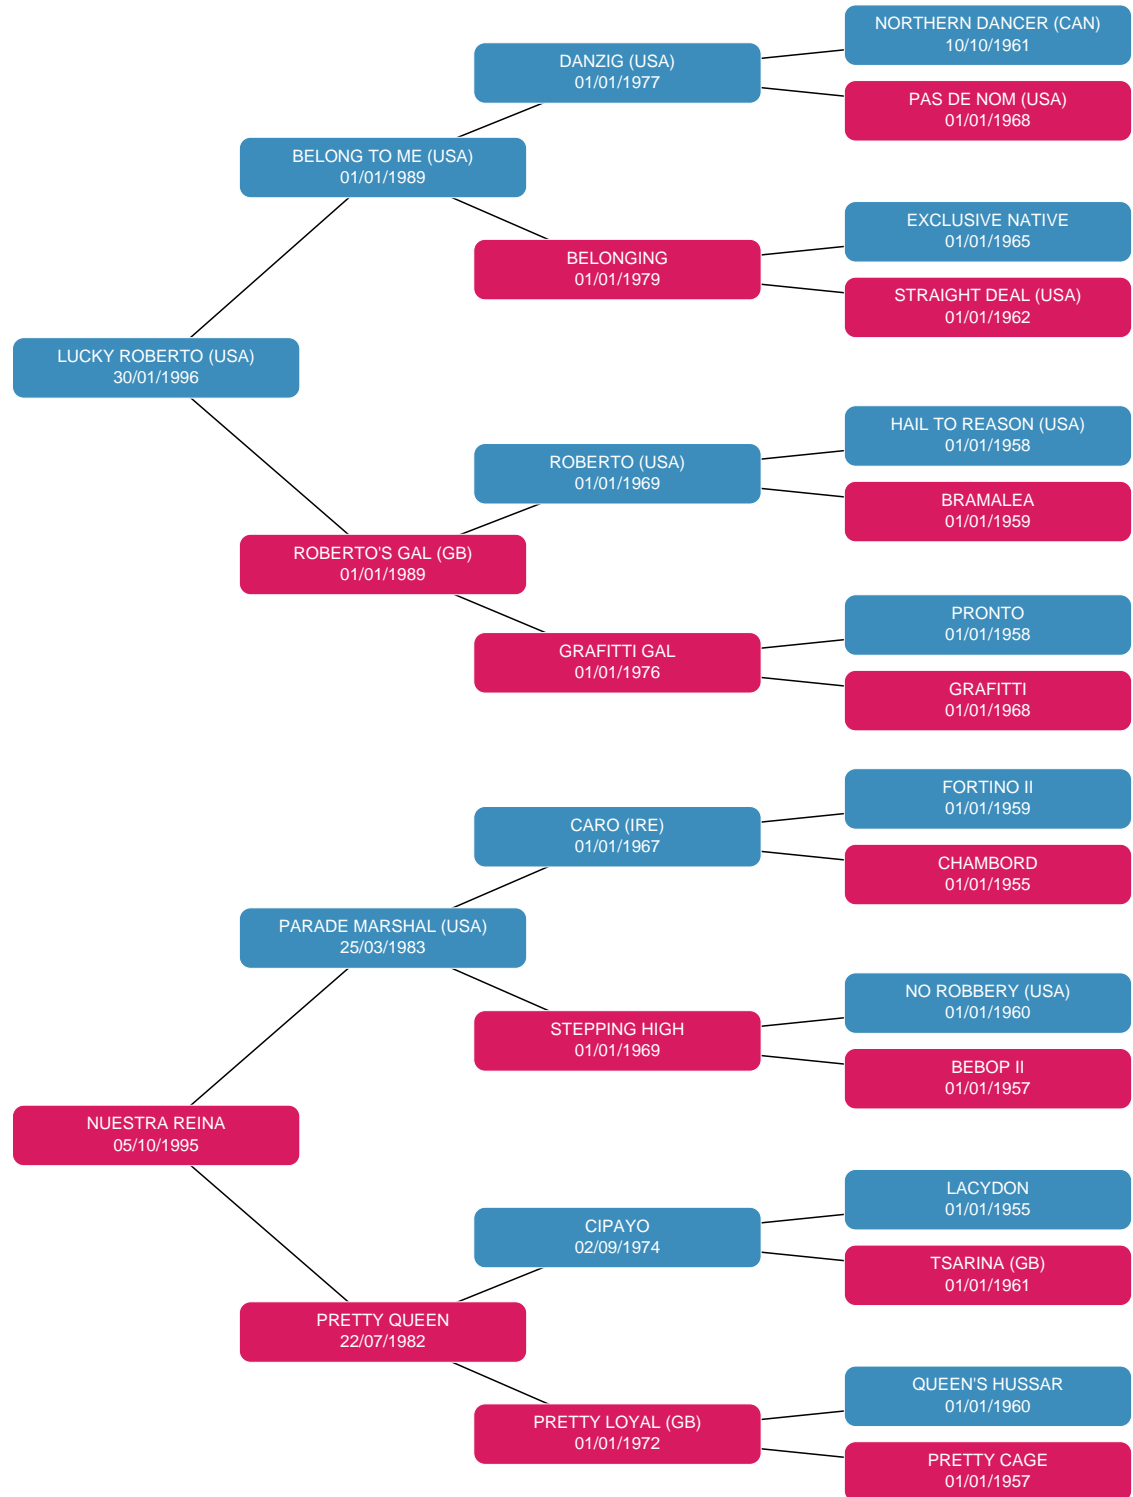 NORTHERN DANCER (CAN)
10/10/1961
DANZIG (USA)
01/01/1977
PAS DE NOM (USA)
01/01/1968
BELONG TO ME (USA)
01/01/1989
EXCLUSIVE NATIVE
01/01/1965
BELONGING
01/01/1979
STRAIGHT DEAL (USA)
01/01/1962
LUCKY ROBERTO (USA)
30/01/1996
HAIL TO REASON (USA)
01/01/1958
ROBERTO (USA)
01/01/1969
BRAMALEA
01/01/1959
ROBERTO'S GAL (GB)
01/01/1989
PRONTO
01/01/1958
GRAFITTI GAL
01/01/1976
GRAFITTI
01/01/1968
FORTINO II
01/01/1959
CARO (IRE)
01/01/1967
CHAMBORD
01/01/1955
PARADE MARSHAL (USA)
25/03/1983
NO ROBBERY (USA)
01/01/1960
STEPPING HIGH
01/01/1969
BEBOP II
01/01/1957
NUESTRA REINA
05/10/1995
LACYDON
01/01/1955
CIPAYO
02/09/1974
TSARINA (GB)
01/01/1961
PRETTY QUEEN
22/07/1982
QUEEN'S HUSSAR
01/01/1960
PRETTY LOYAL (GB)
01/01/1972
PRETTY CAGE
01/01/1957